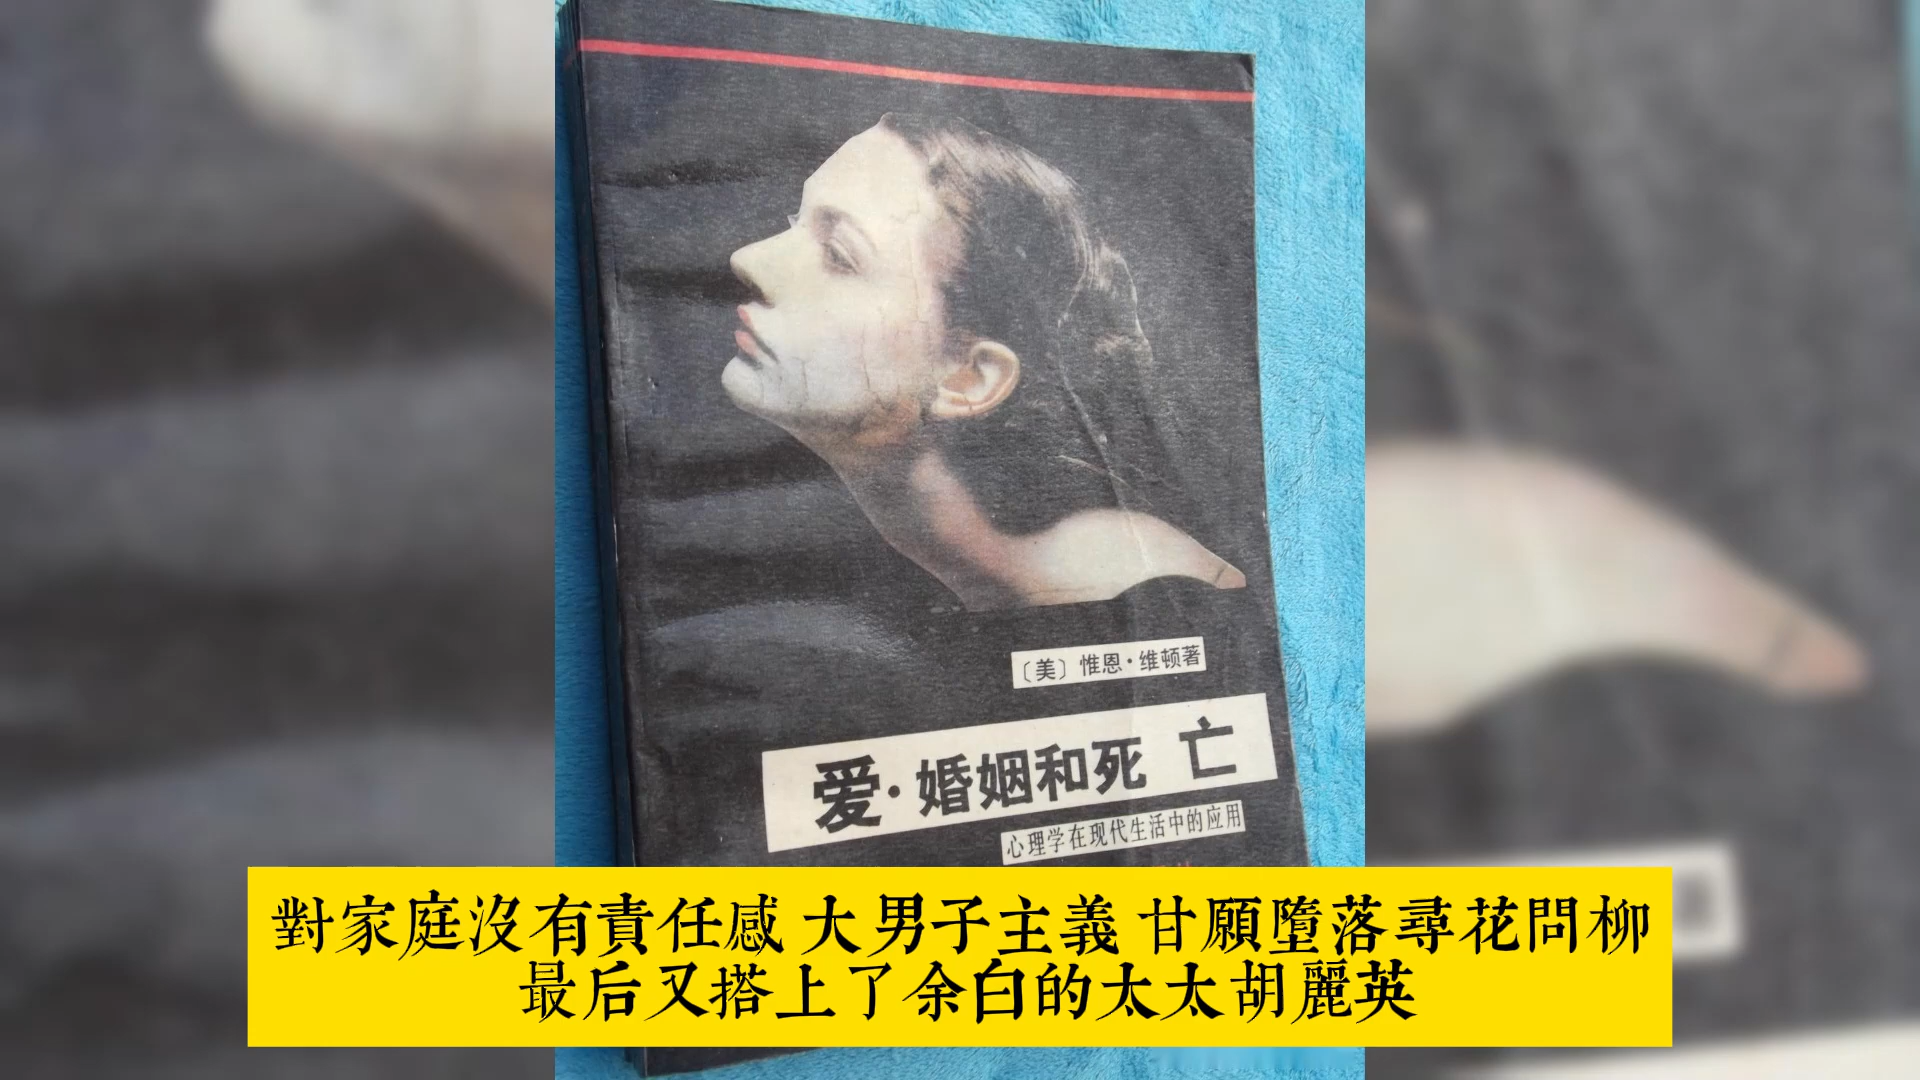 〔美〕惟恩·维顿著
爱·婚姻和死亡
心理学在现代生活中的应用
對家庭沒有責任感 大男子主義 甘願墮落尋花問柳
最后又搭上了余白的太太胡麗英